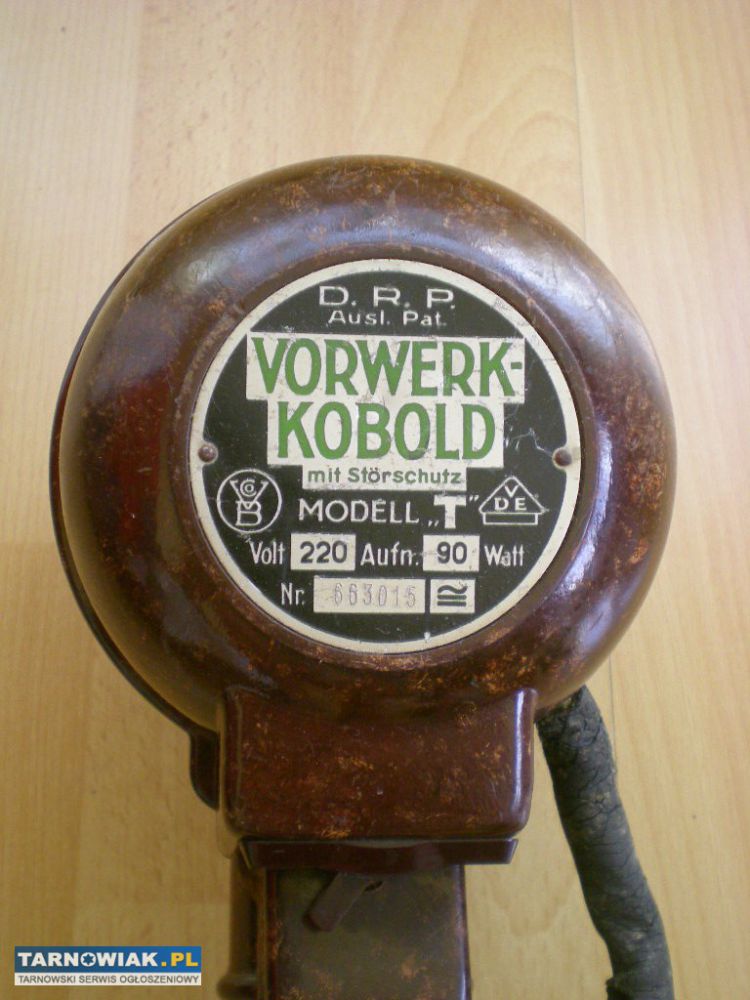 D. R. P.
Ausl. Pat.
VORWERK-
KOBOLD
mit Störschutz
V Co B MODELL „T" VDE
Volt 220 Aufn. 90 Watt
Nr. 663015
TARNOWIAK.PL
TARNOWSKI SERWIS OGŁOSZENIOWY